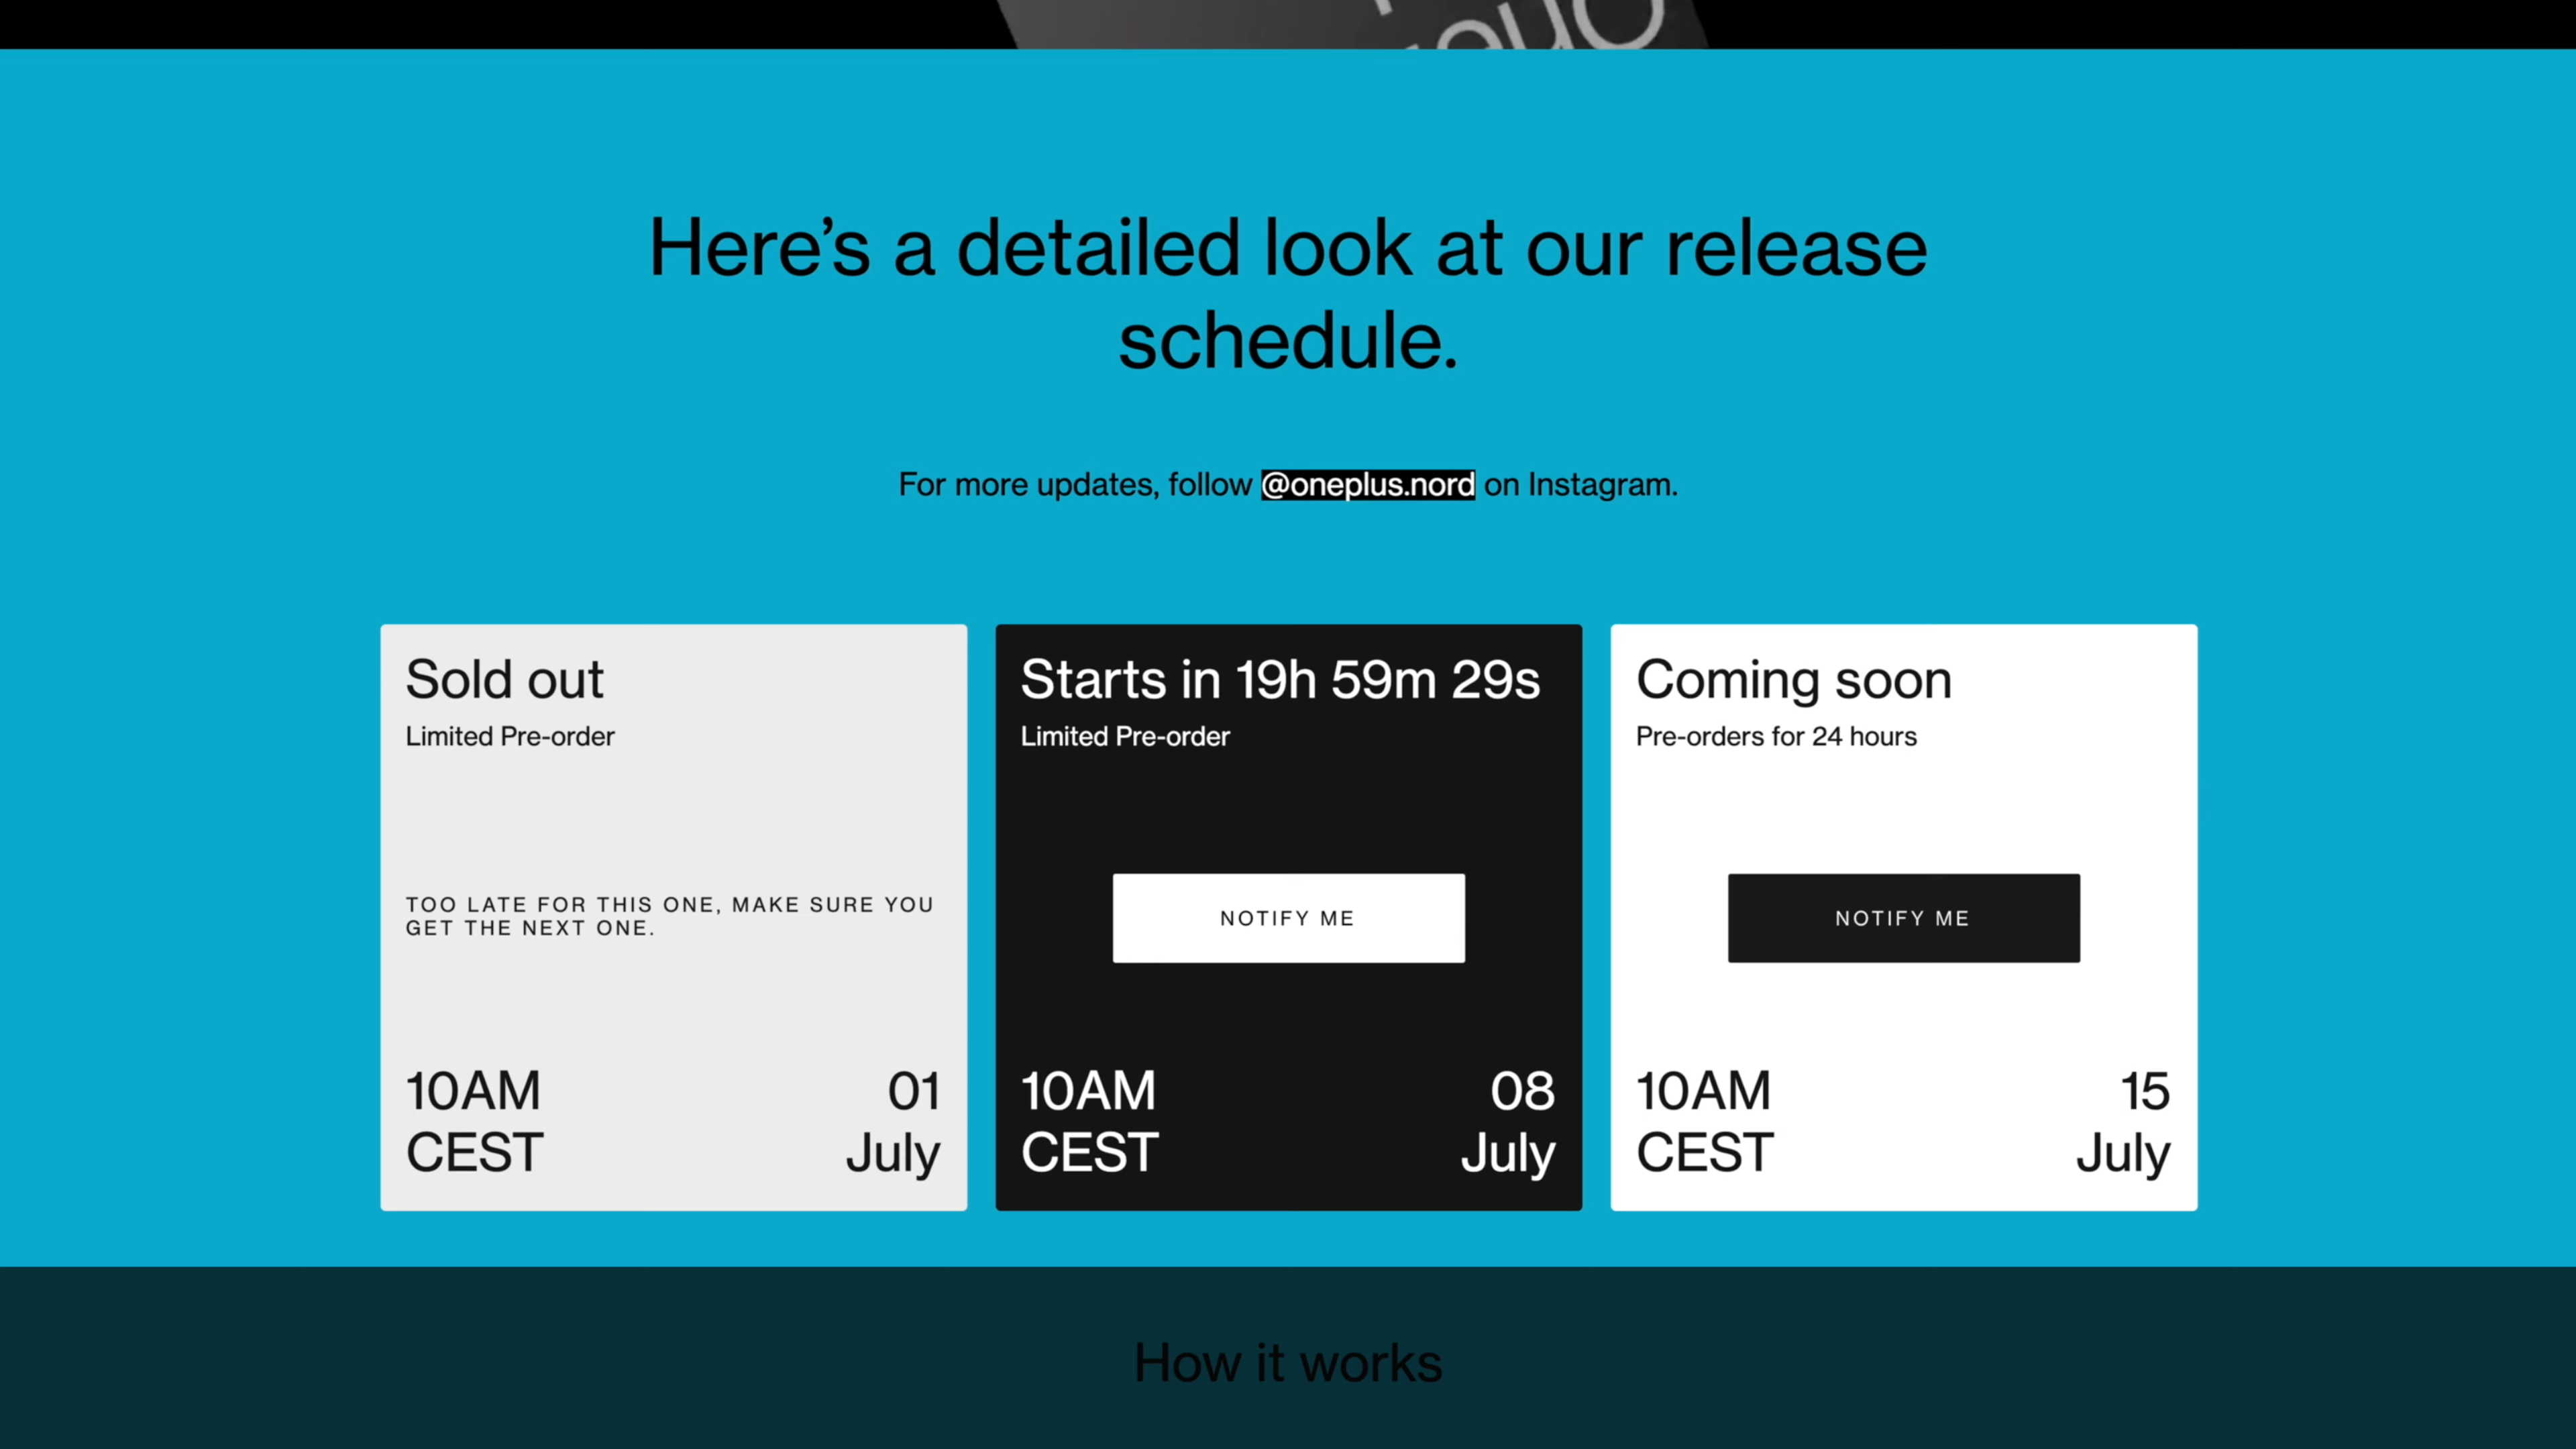 Here’s a detailed look at our release
schedule.
For more updates, follow @oneplus.nord on Instagram.
Sold out
Limited Pre-order
TOO LATE FOR THIS ONE, MAKE SURE YOU
GET THE NEXT ONE.
10AM 01
CEST July
Starts in 19h 59m 29s
Limited Pre-order
NOTIFY ME
10AM 08
CEST July
Coming soon
Pre-orders for 24 hours
NOTIFY ME
10AM 15
CEST July
How it works